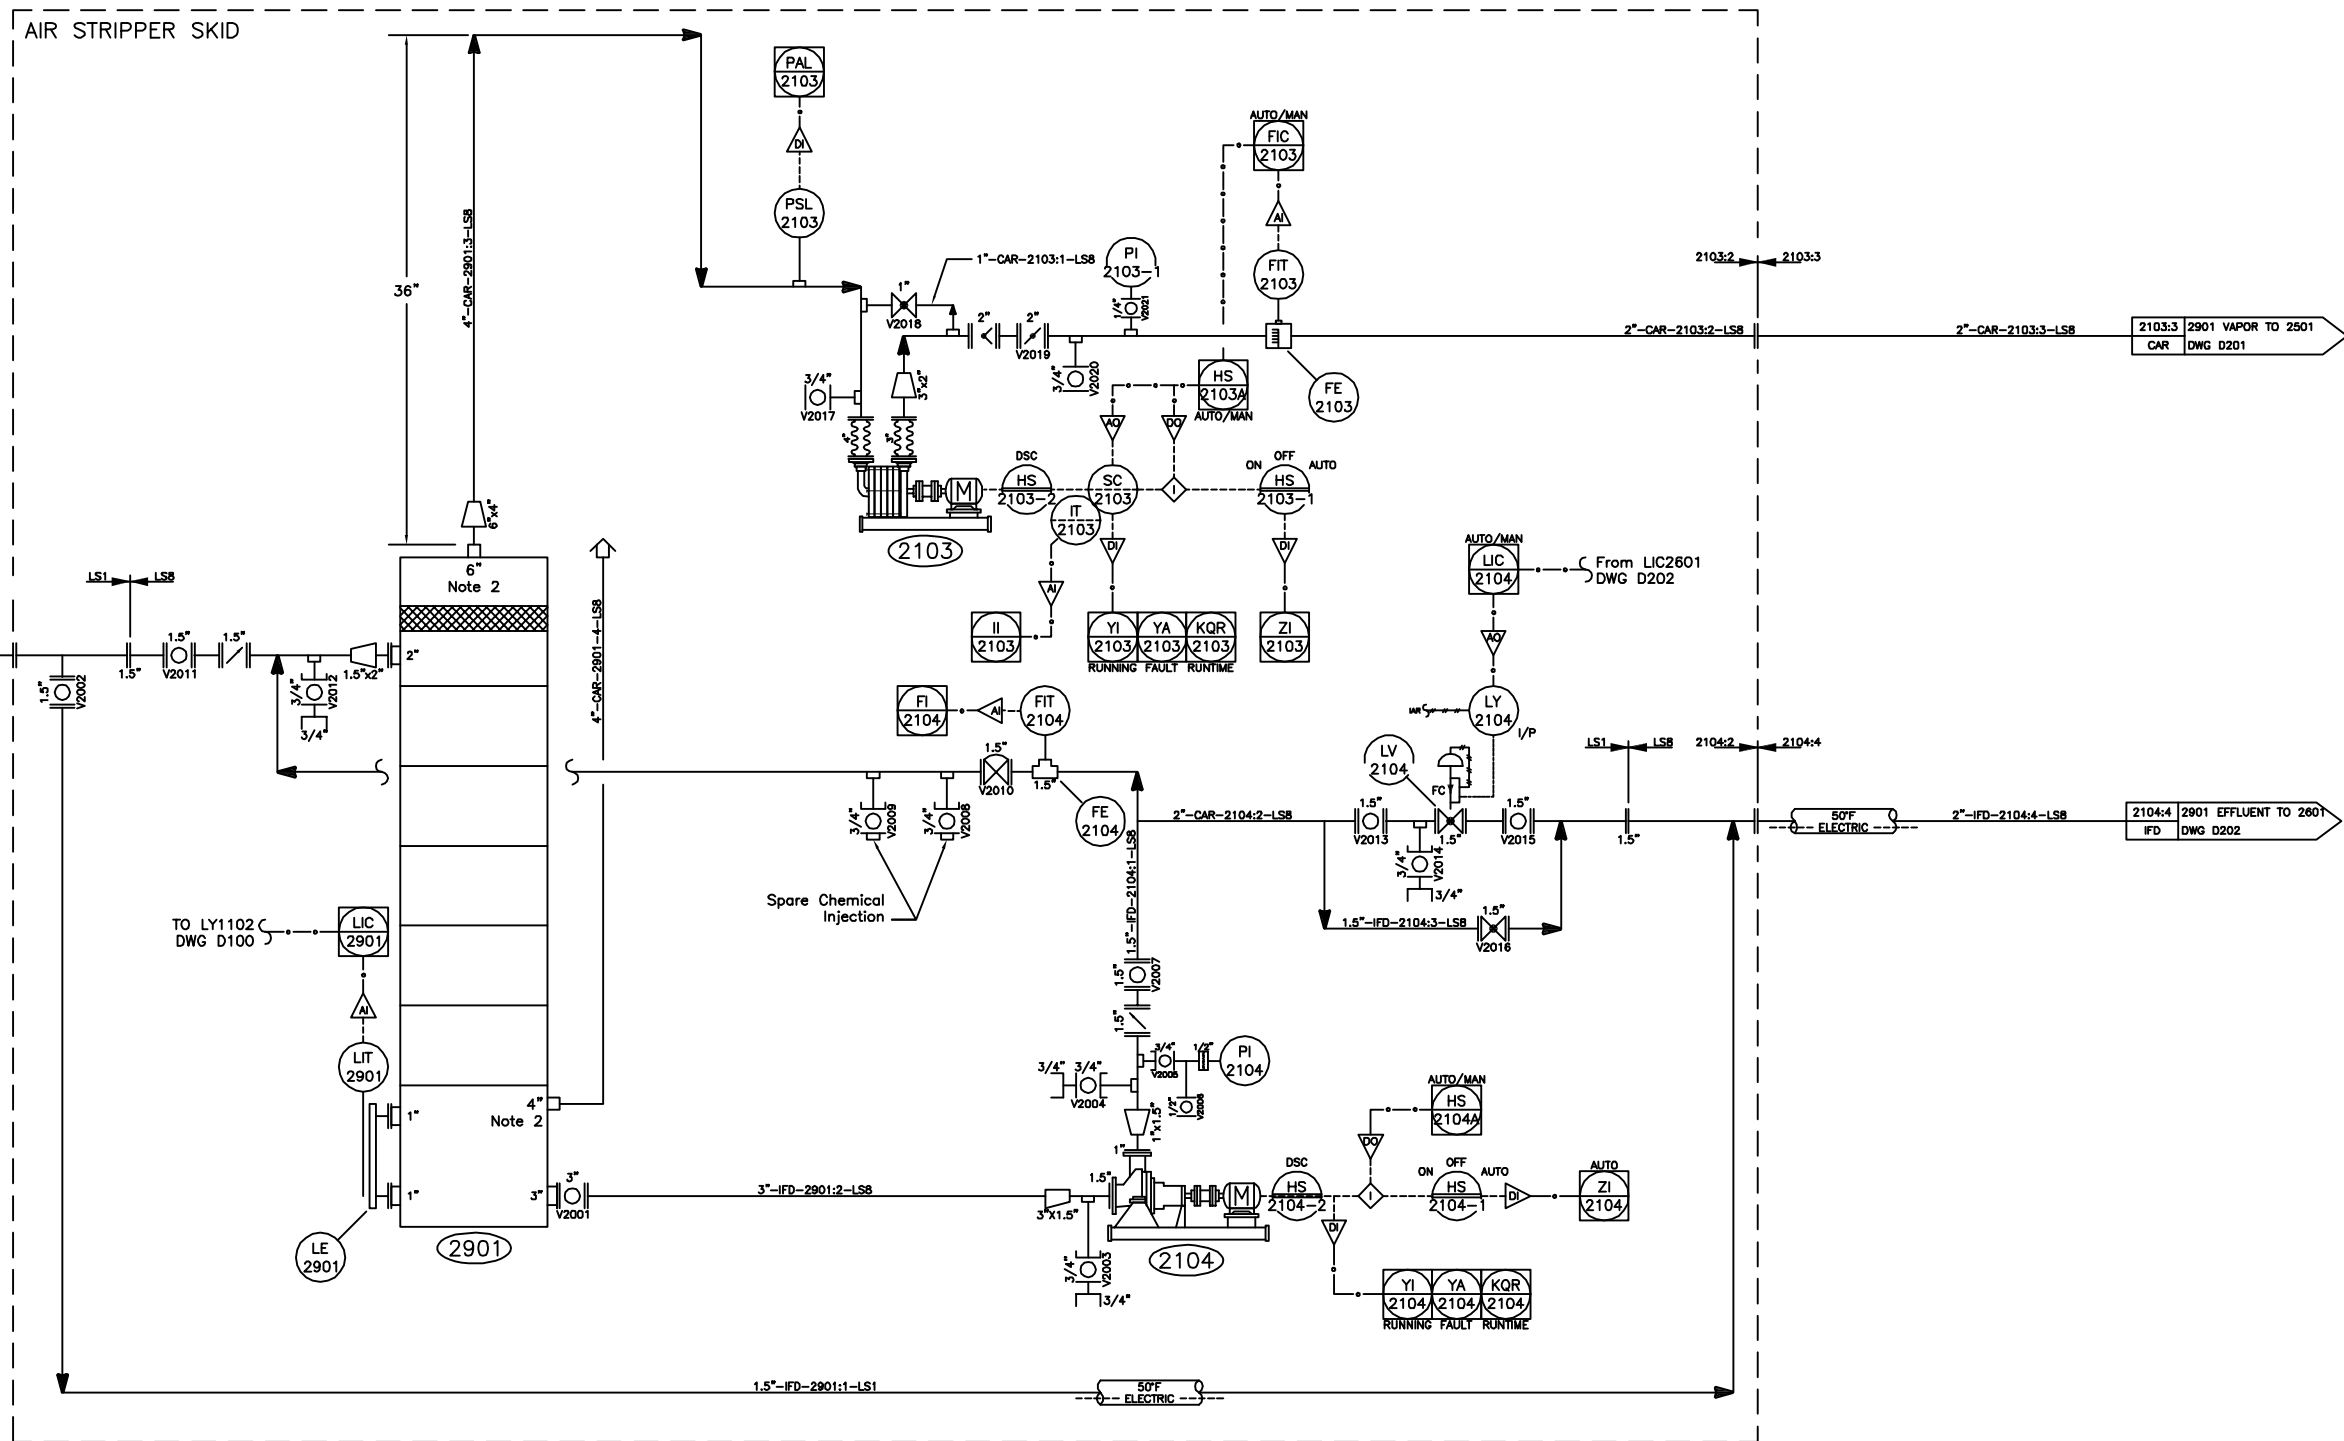 AIR STRIPPER SKID
36"
4"-CAR-2901:3-LS8
6"x4"
6"
Note 2
PAL
2103
DI
PSL
2103
1"
V2018
1"-CAR-2103:1-LS8
2"
2"
V2019
3/4"
V2020
PI
2103-1
1/4"
V2021
AUTO/MAN
FIC
2103
AI
FIT
2103
FE
2103
2"-CAR-2103:2-LS8
2103:2
2103:3
2"-CAR-2103:3-LS8
2103:3
CAR
2901 VAPOR TO 2501
DWG D201
3/4"
V2017
3"x2"
4"
3"
M
2103
HS
2103A
AUTO/MAN
AO
DO
DSC
HS
2103-2
SC
2103
IT
2103
I
ON
OFF
AUTO
HS
2103-1
AI
DI
DI
II
2103
YI
2103
YA
2103
KQR
2103
RUNNING
FAULT
RUNTIME
ZI
2103
LS1
LS8
1.5"
1.5"
V2011
1.5"
3/4"
V2012
3/4"
1.5"x2"
2"
1.5"
V2002
4"-CAR-2901-4-LS8
FI
2104
AI
FIT
2104
1.5"
V2010
1.5"
FE
2104
3/4"
V2009
3/4"
V2008
Spare Chemical
Injection
AUTO/MAN
LIC
2104
From LIC2601
DWG D202
AO
LY
2104
I/P
IAR
LV
2104
FC
LS1
LS8
2104:2
2104:4
2"-CAR-2104:2-LS8
1.5"
V2013
3/4"
V2014
3/4"
1.5"
1.5"
V2015
1.5"
50°F
ELECTRIC
2"-IFD-2104:4-LS8
2104:4
IFD
2901 EFFLUENT TO 2601
DWG D202
1.5"-IFD-2104:3-LS8
1.5"
V2016
1.5"-IFD-2104:1-LS8
1.5"
V2007
1.5"
TO LY1102
DWG D100
LIC
2901
AI
LIT
2901
1"
1"
LE
2901
4"
Note 2
3"
3"
V2001
2901
3"-IFD-2901:2-LS8
3"x1.5"
3/4"
V2003
3/4"
3/4"
3/4"
V2004
3/4"
V2005
1/2"
1/2"
V2006
PI
2104
1"x1.5"
1"
1.5"
M
2104
DSC
HS
2104-2
I
DO
AUTO/MAN
HS
2104A
ON
OFF
AUTO
HS
2104-1
DI
AUTO
ZI
2104
DI
YI
2104
YA
2104
KQR
2104
RUNNING
FAULT
RUNTIME
1.5"-IFD-2901:1-LS1
50°F
ELECTRIC